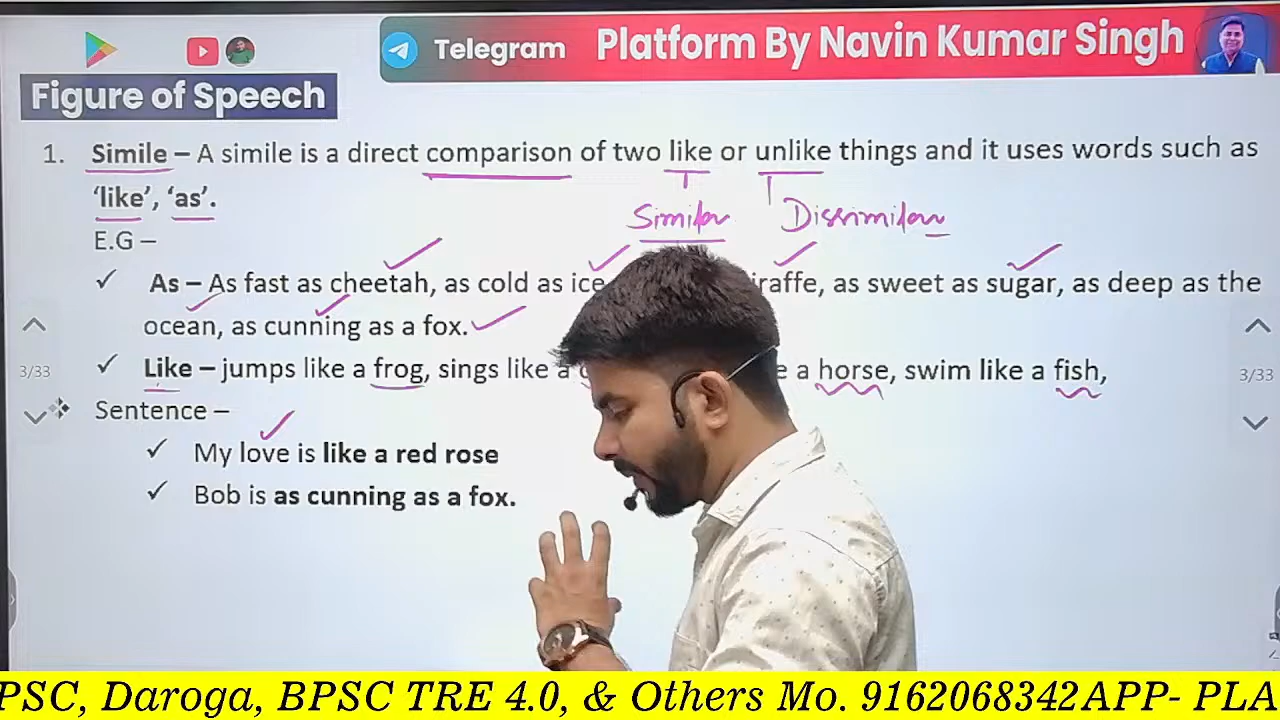 Telegram Platform By Navin Kumar Singh
Figure of Speech
1. Simile – A simile is a direct comparison of two like or unlike things and it uses words such as
'like', 'as'.
Similar Dissimilar
E.G –
✓ As – As fast as cheetah, as cold as ice iraffe, as sweet as sugar, as deep as the
ocean, as cunning as a fox.
3/33
✓ Like – jumps like a frog, sings like a e a horse, swim like a fish,
3/33
❖ Sentence –
✓ My love is like a red rose
✓ Bob is as cunning as a fox.
PSC, Daroga, BPSC TRE 4.0, & Others Mo. 9162068342APP- PLA